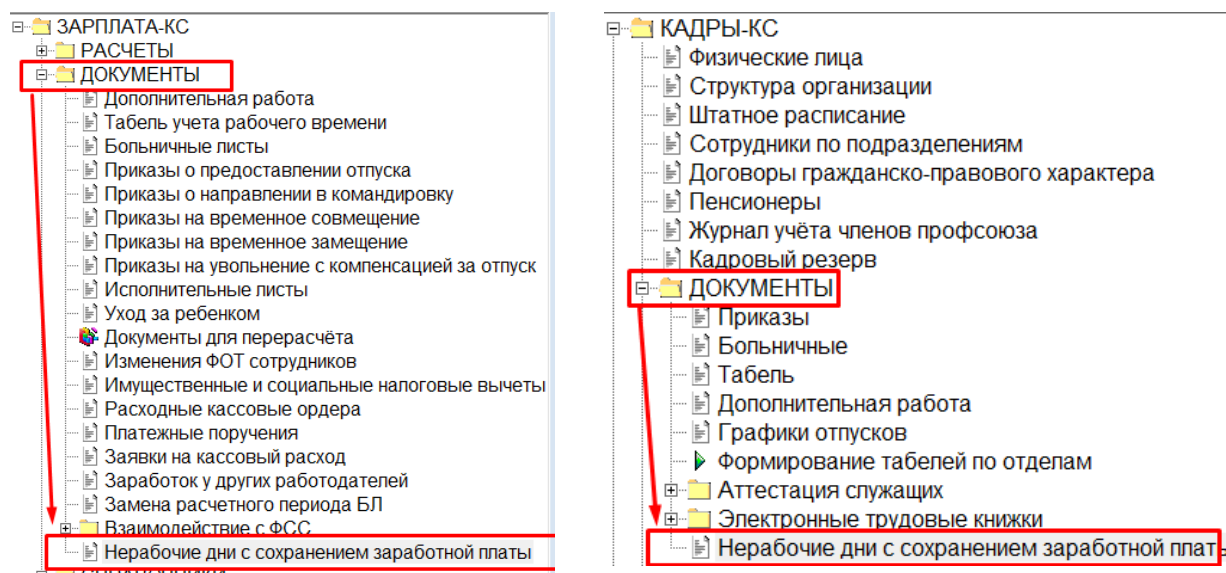 ЗАРПЛАТА-КС
РАСЧЕТЫ
ДОКУМЕНТЫ
Дополнительная работа
Табель учета рабочего времени
Больничные листы
Приказы о предоставлении отпуска
Приказы о направлении в командировку
Приказы на временное совмещение
Приказы на временное замещение
Приказы на увольнение с компенсацией за отпуск
Исполнительные листы
Уход за ребенком
Документы для перерасчёта
Изменения ФОТ сотрудников
Имущественные и социальные налоговые вычеты
Расходные кассовые ордера
Платежные поручения
Заявки на кассовый расход
Заработок у других работодателей
Замена расчетного периода БЛ
Взаимодействие с ФСС
Нерабочие дни с сохранением заработной платы
КАДРЫ-КС
Физические лица
Структура организации
Штатное расписание
Сотрудники по подразделениям
Договоры гражданско-правового характера
Пенсионеры
Журнал учёта членов профсоюза
Кадровый резерв
ДОКУМЕНТЫ
Приказы
Больничные
Табель
Дополнительная работа
Графики отпусков
Формирование табелей по отделам
Аттестация служащих
Электронные трудовые книжки
Нерабочие дни с сохранением заработной плат